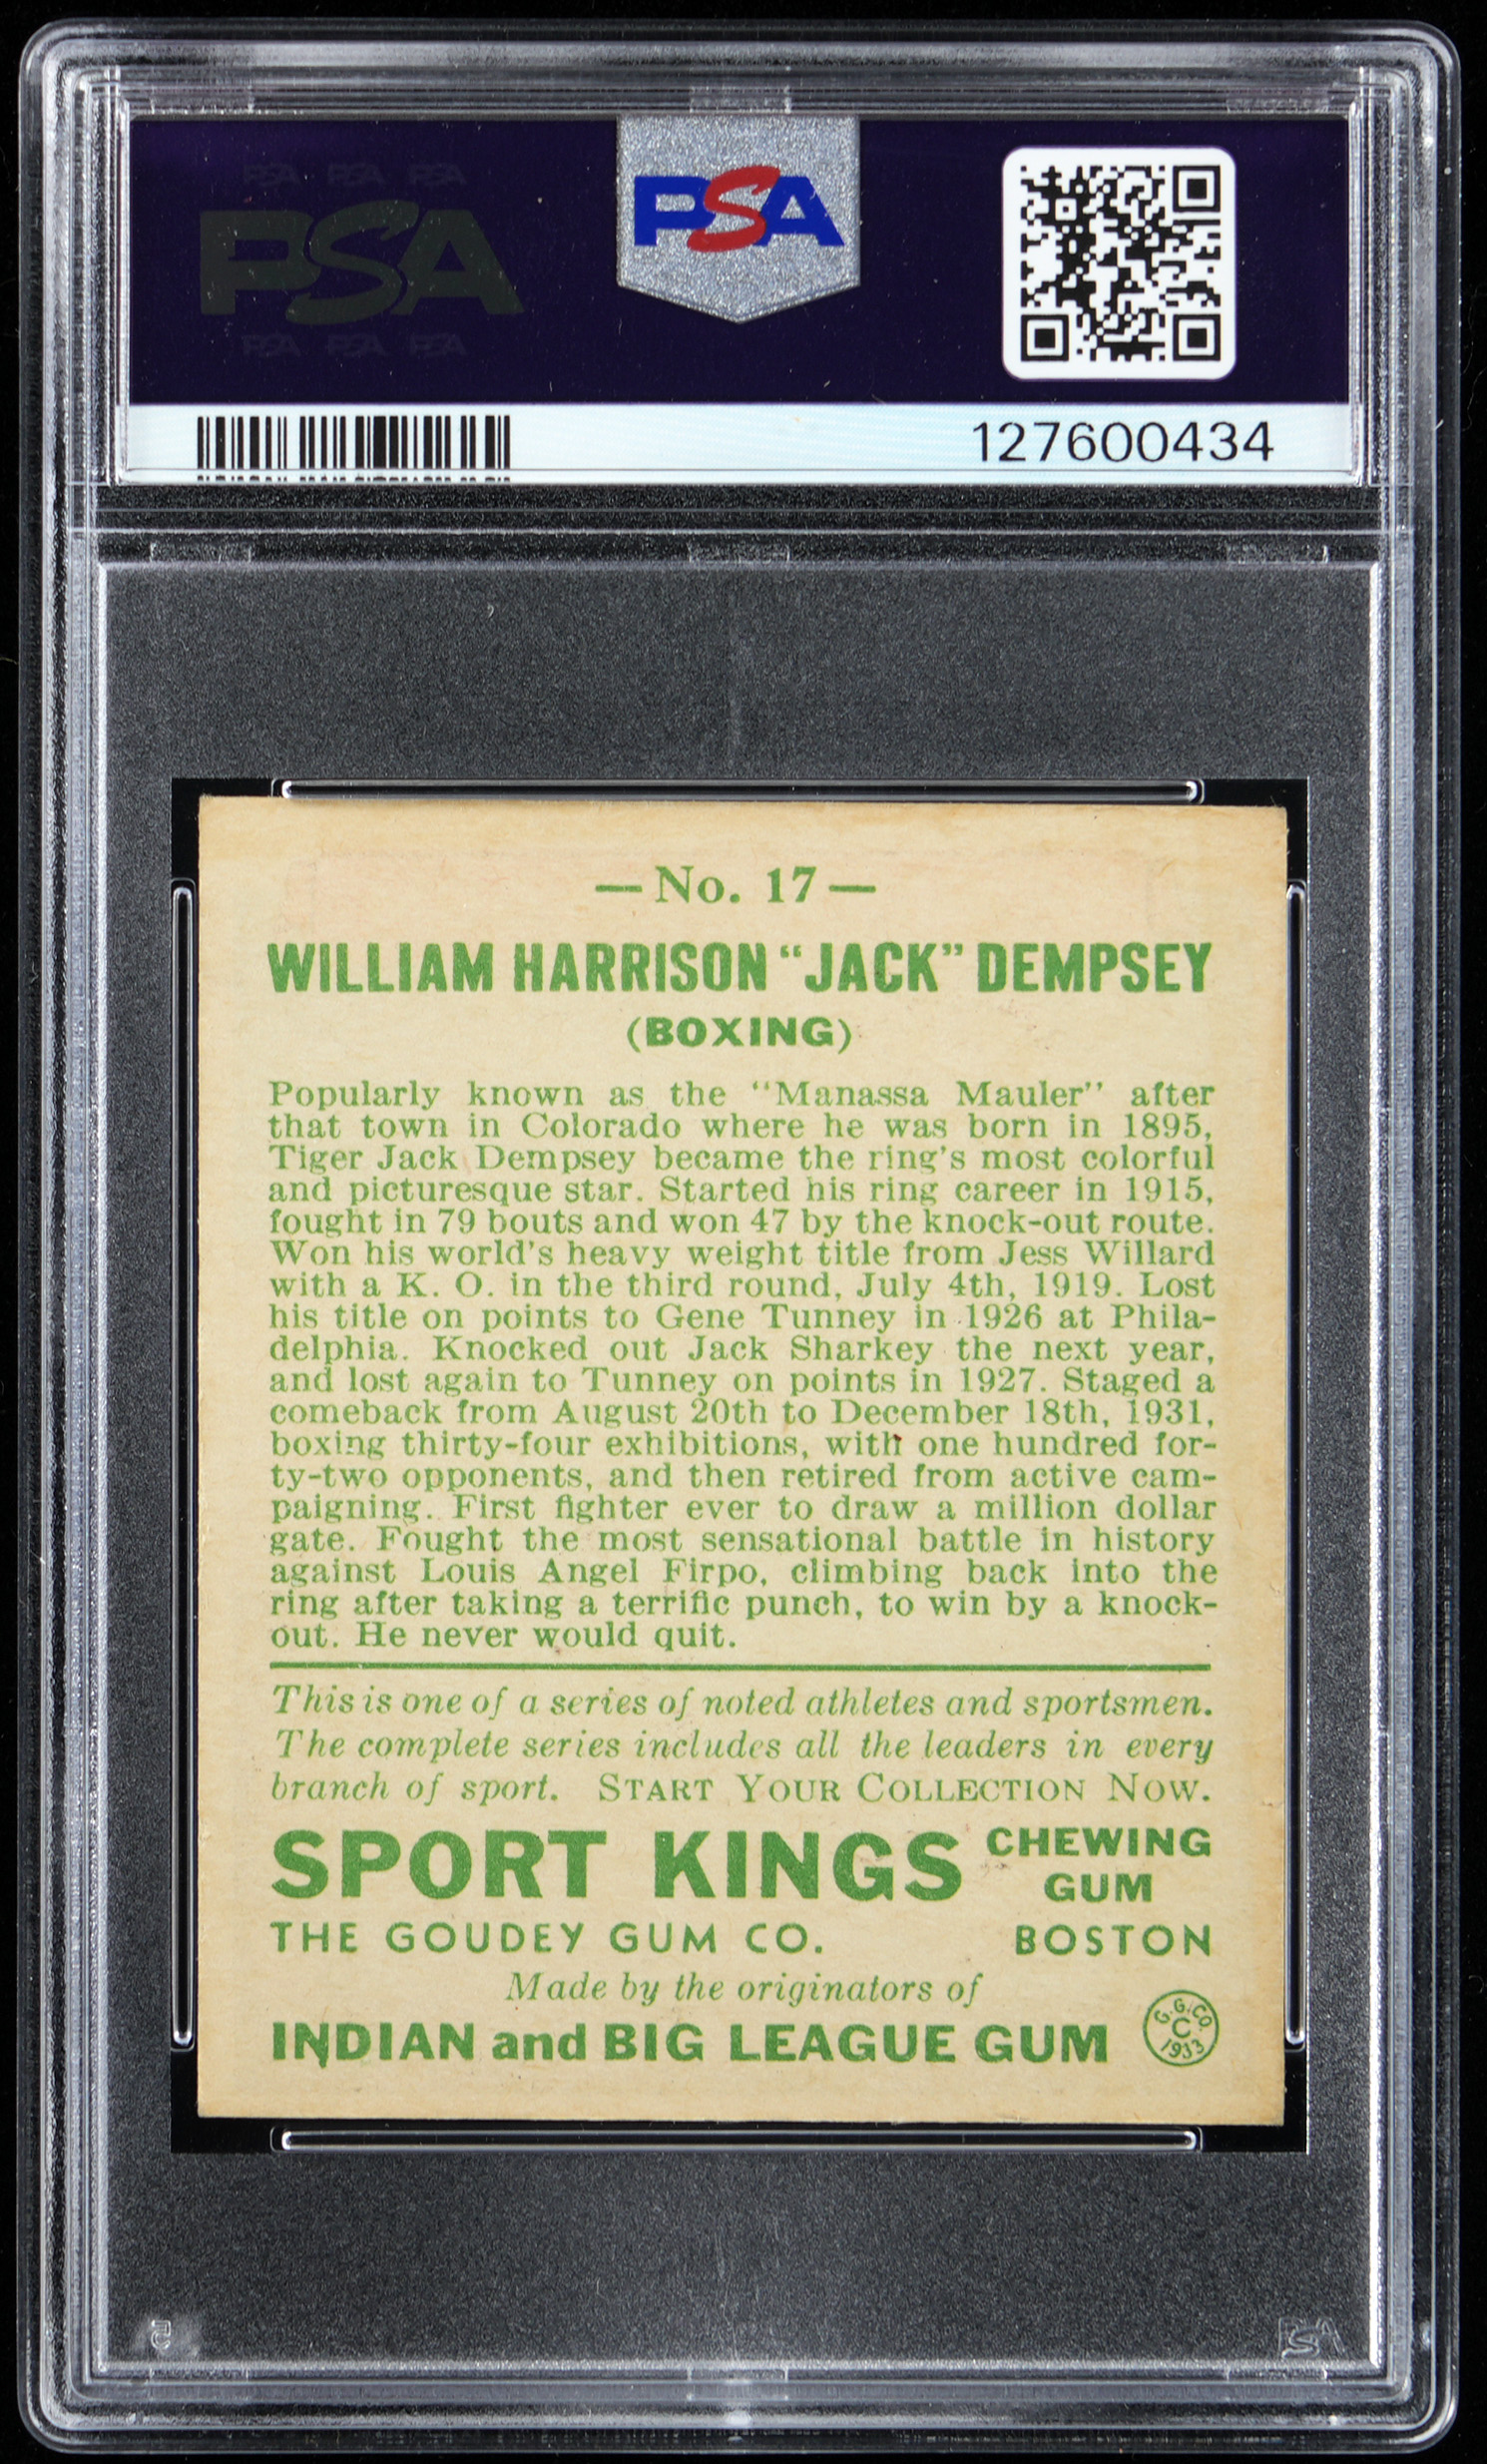 PSA PSA PSA
PSA
PSA PSA PSA
PSA
127600434
—No. 17—
WILLIAM HARRISON “JACK” DEMPSEY
(BOXING)
Popularly known as the “Manassa Mauler” after
that town in Colorado where he was born in 1895,
Tiger Jack Dempsey became the ring's most colorful
and picturesque star. Started his ring career in 1915,
fought in 79 bouts and won 47 by the knock-out route.
Won his world's heavy weight title from Jess Willard
with a K. O. in the third round, July 4th, 1919. Lost
his title on points to Gene Tunney in 1926 at Phila-
delphia. Knocked out Jack Sharkey the next year,
and lost again to Tunney on points in 1927. Staged a
comeback from August 20th to December 18th, 1931,
boxing thirty-four exhibitions, with one hundred for-
ty-two opponents, and then retired from active cam-
paigning. First fighter ever to draw a million dollar
gate. Fought the most sensational battle in history
against Louis Angel Firpo, climbing back into the
ring after taking a terrific punch, to win by a knock-
out. He never would quit.
This is one of a series of noted athletes and sportsmen.
The complete series includes all the leaders in every
branch of sport. START YOUR COLLECTION NOW.
SPORT KINGS CHEWING
GUM
THE GOUDEY GUM CO. BOSTON
Made by the originators of
INDIAN and BIG LEAGUE GUM
G.G.CO.
C
1933
PSA